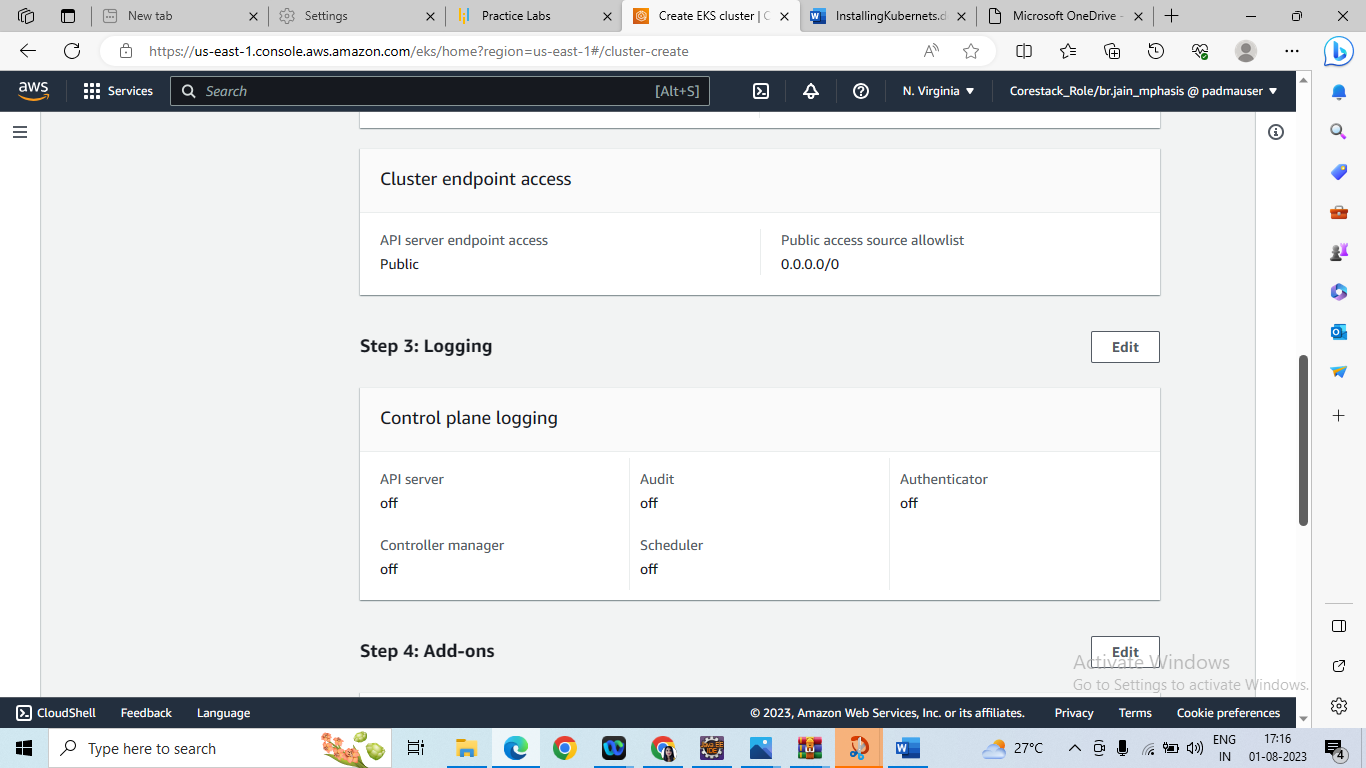 New tab
Settings
Practice Labs
Create EKS cluster | C
InstallingKubernets.d
Microsoft OneDrive -
https://us-east-1.console.aws.amazon.com/eks/home?region=us-east-1#/cluster-create
aws
Services
Search
[Alt+S]
N. Virginia
Corestack_Role/br.jain_mphasis @ padmauser
Cluster endpoint access
API server endpoint access
Public access source allowlist
Public
0.0.0.0/0
Step 3: Logging
Edit
Control plane logging
API server
Audit
Authenticator
off
off
off
Controller manager
Scheduler
off
off
Step 4: Add-ons
Edit
Activate Windows
Go to Settings to activate Windows.
CloudShell
Feedback
Language
© 2023, Amazon Web Services, Inc. or its affiliates.
Privacy
Terms
Cookie preferences
Type here to search
27°C
ENG
IN
17:16
01-08-2023
4